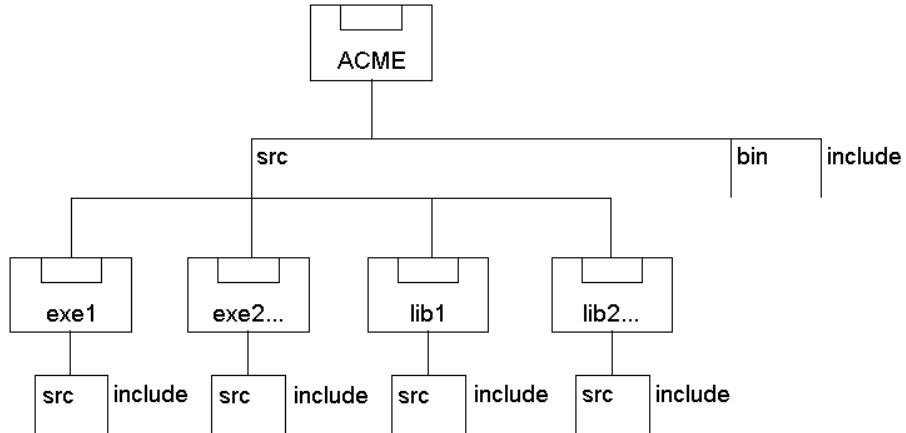 ACME
src
bin
include
exe1
exe2...
lib1
lib2...
src
include
src
include
src
include
src
include